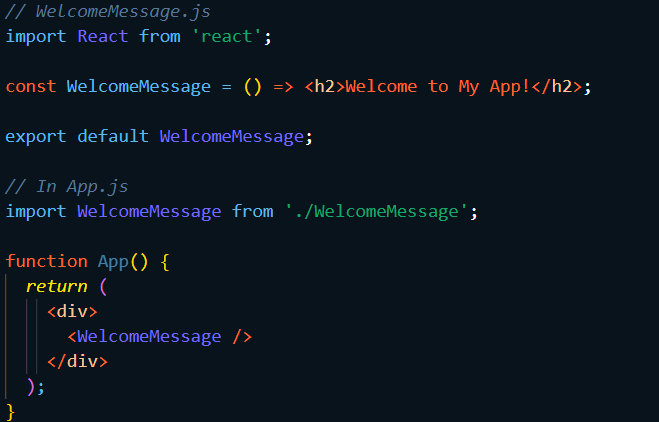 // WelcomeMessage.js
import React from 'react';
const WelcomeMessage = () => <h2>Welcome to My App!</h2>;
export default WelcomeMessage;
// In App.js
import WelcomeMessage from './WelcomeMessage';
function App() {
  return (
    <div>
      <WelcomeMessage />
    </div>
  );
}